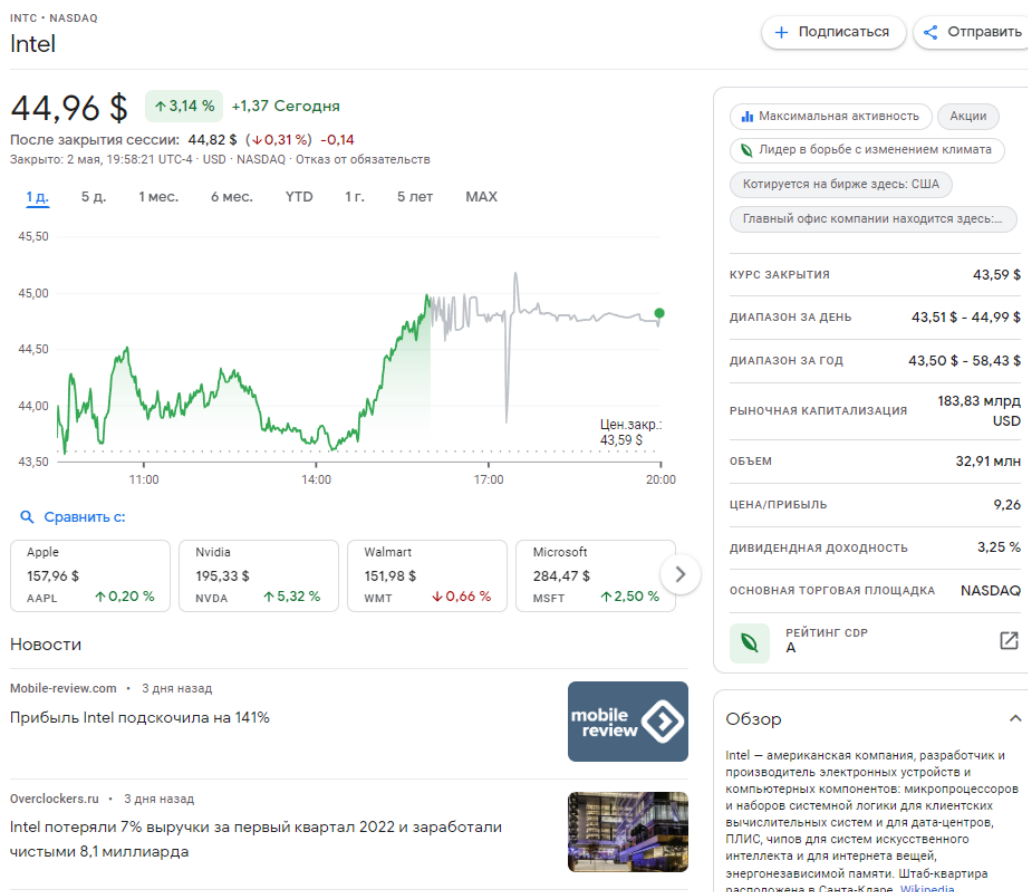 INTC • NASDAQ
Intel
Подписаться
Отправить
44,96 $ ↑ 3,14 % +1,37 Сегодня
После закрытия сессии: 44,82 $ (↓0,31 %) -0,14
Закрыто: 2 мая, 19:58:21 UTC-4 · USD · NASDAQ · Отказ от обязательств
1 д. 5 д. 1 мес. 6 мес. YTD 1 г. 5 лет MAX
45,50
45,00
44,50
44,00
43,50
Цен.закр.:
43,59 $
11:00 14:00 17:00 20:00
Сравнить с:
Apple
157,96 $
AAPL ↑ 0,20 %
Nvidia
195,33 $
NVDA ↑ 5,32 %
Walmart
151,98 $
WMT ↓ 0,66 %
Microsoft
284,47 $
MSFT ↑ 2,50 %
Новости
Mobile-review.com • 3 дня назад
Прибыль Intel подскочила на 141%
mobile
review
Overclockers.ru • 3 дня назад
Intel потеряли 7% выручки за первый квартал 2022 и заработали
чистыми 8,1 миллиарда
Максимальная активность
Акции
Лидер в борьбе с изменением климата
Котируется на бирже здесь: США
Главный офис компании находится здесь:...
КУРС ЗАКРЫТИЯ 43,59 $
ДИАПАЗОН ЗА ДЕНЬ 43,51 $ - 44,99 $
ДИАПАЗОН ЗА ГОД 43,50 $ - 58,43 $
РЫНОЧНАЯ КАПИТАЛИЗАЦИЯ 183,83 млрд
USD
ОБЪЕМ 32,91 млн
ЦЕНА/ПРИБЫЛЬ 9,26
ДИВИДЕНДНАЯ ДОХОДНОСТЬ 3,25 %
ОСНОВНАЯ ТОРГОВАЯ ПЛОЩАДКА NASDAQ
РЕЙТИНГ CDP
A
Обзор
Intel — американская компания, разработчик и
производитель электронных устройств и
компьютерных компонентов: микропроцессоров
и наборов системной логики для клиентских
вычислительных систем и для дата-центров,
ПЛИС, чипов для систем искусственного
интеллекта и для интернета вещей,
энергонезависимой памяти. Штаб-квартира
расположена в Санта-Кларе. Wikipedia